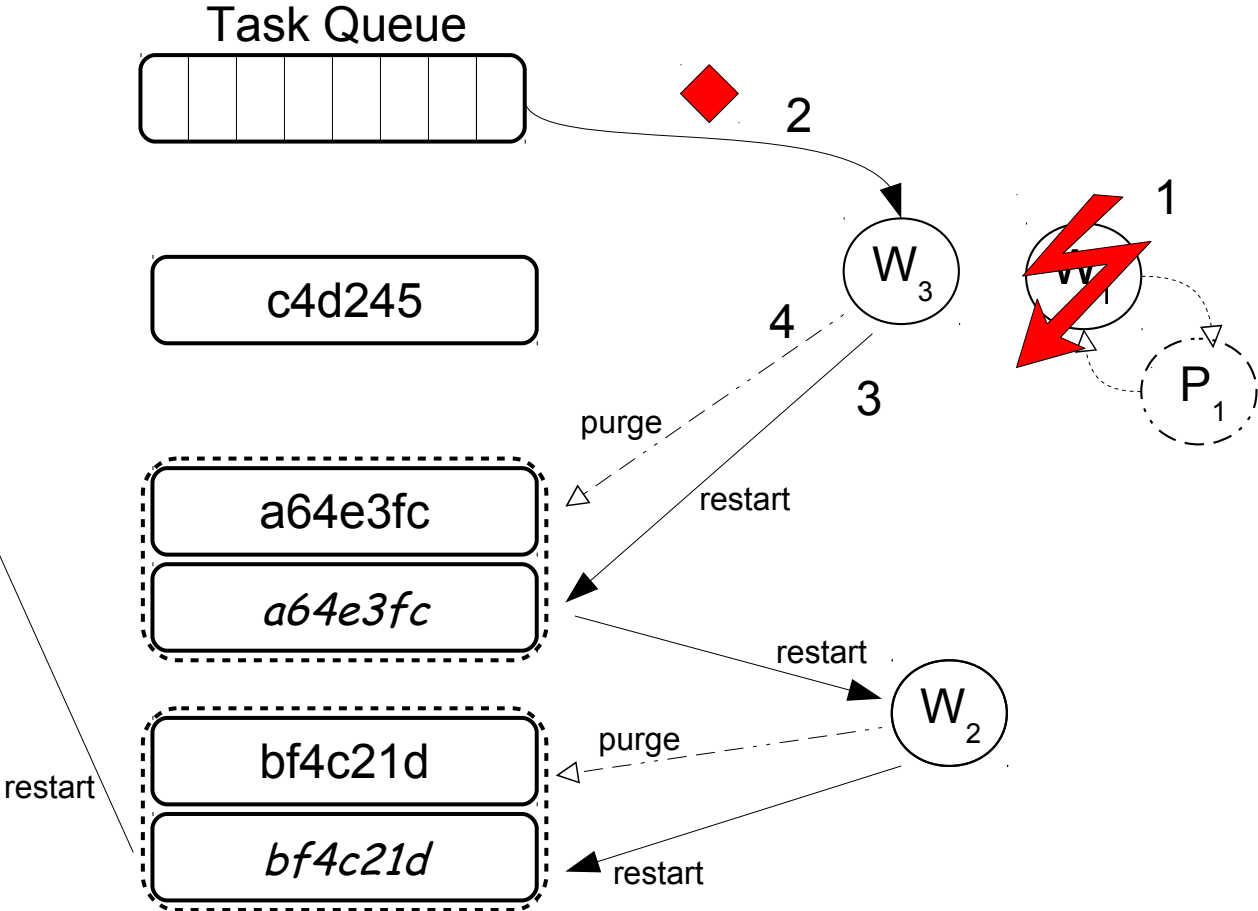 Task Queue
2
1
W3
W1
c4d245
4
P1
3
purge
a64e3fc
restart
a64e3fc
restart
W2
bf4c21d
purge
restart
bf4c21d
restart